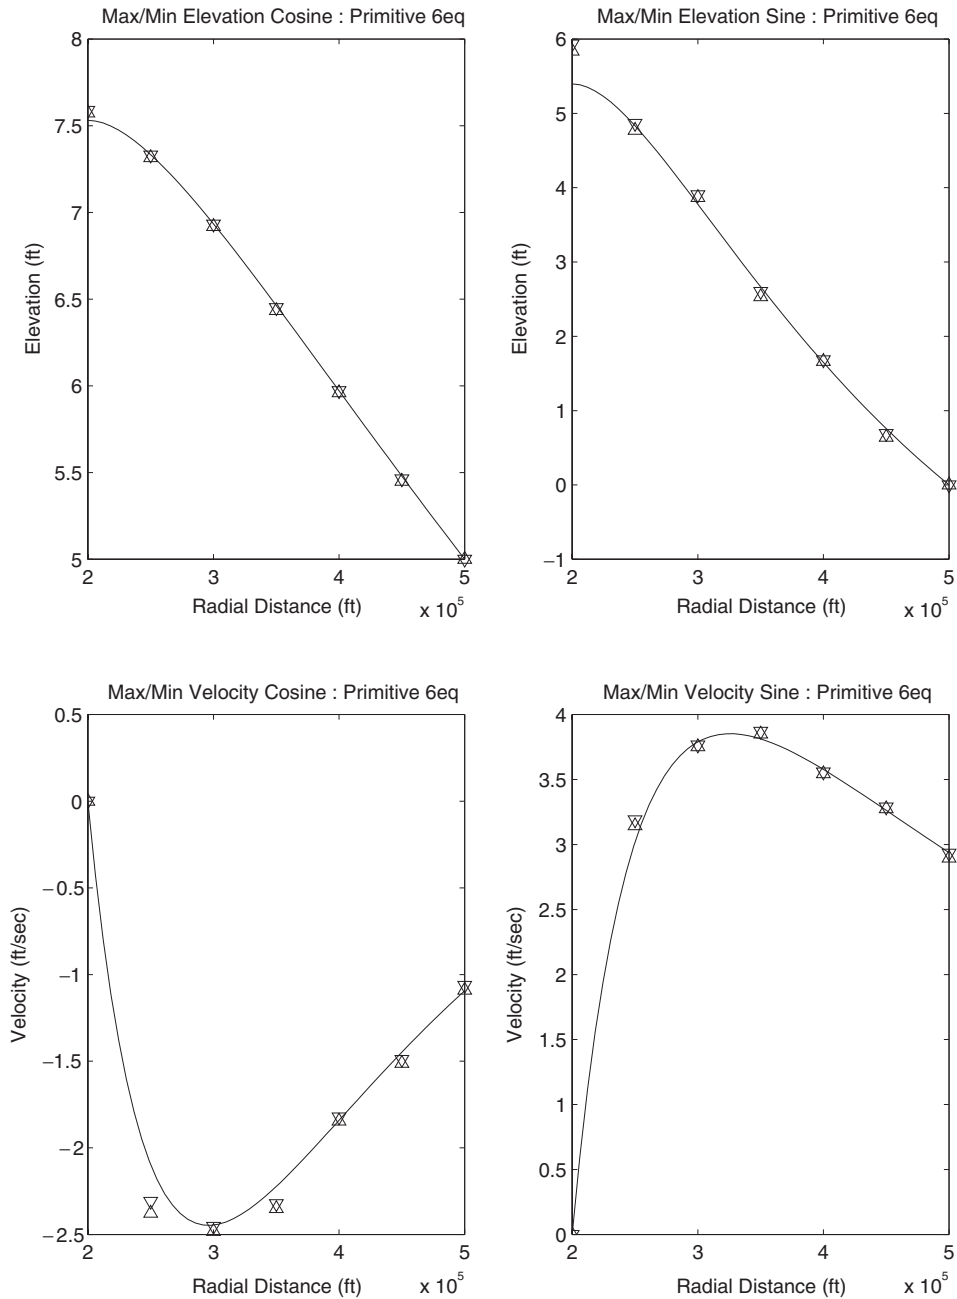 Max/Min Elevation Cosine : Primitive 6eq
8
7.5
7
6.5
6
5.5
5
Elevation (ft)
2
3
4
5
Radial Distance (ft)
x 10^5
Max/Min Elevation Sine : Primitive 6eq
6
5
4
3
2
1
0
−1
Elevation (ft)
2
3
4
5
Radial Distance (ft)
x 10^5
Max/Min Velocity Cosine : Primitive 6eq
0.5
0
−0.5
−1
−1.5
−2
−2.5
Velocity (ft/sec)
2
3
4
5
Radial Distance (ft)
x 10^5
Max/Min Velocity Sine : Primitive 6eq
4
3.5
3
2.5
2
1.5
1
0.5
0
Velocity (ft/sec)
2
3
4
5
Radial Distance (ft)
x 10^5